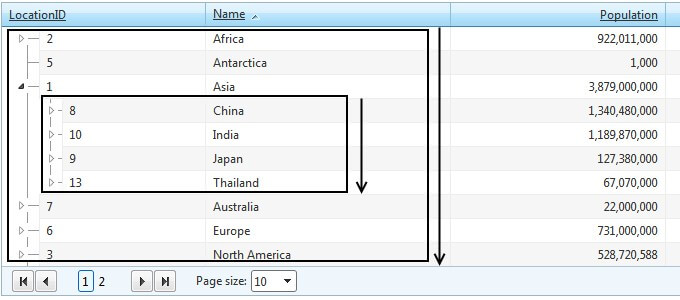 LocationID Name Population
2 Africa 922,011,000
5 Antarctica 1,000
1 Asia 3,879,000,000
8 China 1,340,480,000
10 India 1,189,870,000
9 Japan 127,380,000
13 Thailand 67,070,000
7 Australia 22,000,000
6 Europe 731,000,000
3 North America 528,720,588
1 2 Page size: 10